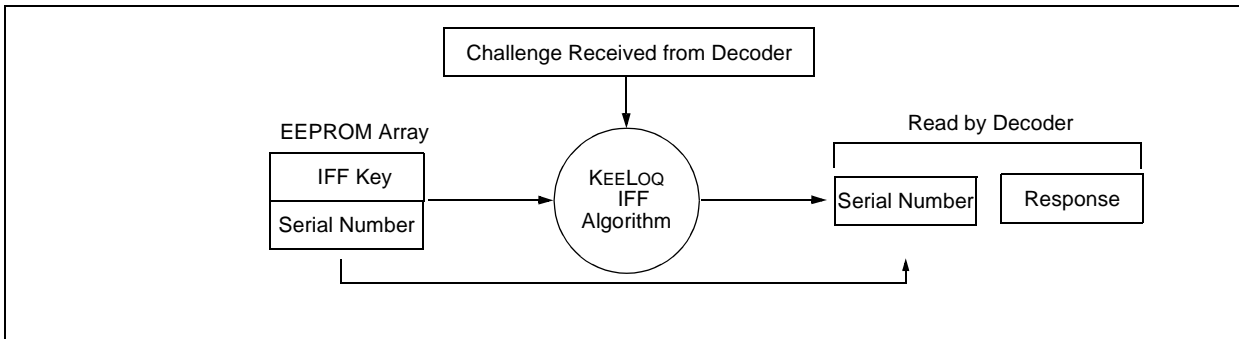 Challenge Received from Decoder
EEPROM Array
IFF Key
Serial Number
KEELOQ
IFF
Algorithm
Read by Decoder
Serial Number
Response